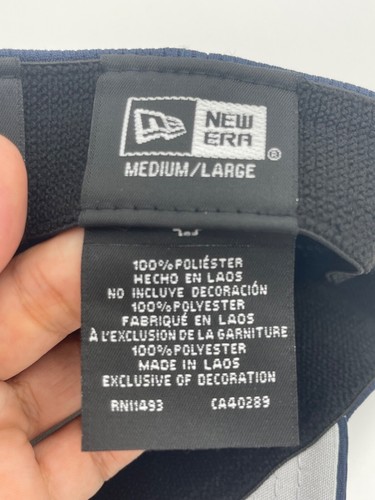 NEW
ERA
®
MEDIUM/LARGE
100% POLIÉSTER
HECHO EN LAOS
NO INCLUYE DECORACIÓN
100% POLYESTER
FABRIQUÉ EN LAOS
À L'EXCLUSION DE LA GARNITURE
100% POLYESTER
MADE IN LAOS
EXCLUSIVE OF DECORATION
RN11493 CA40289